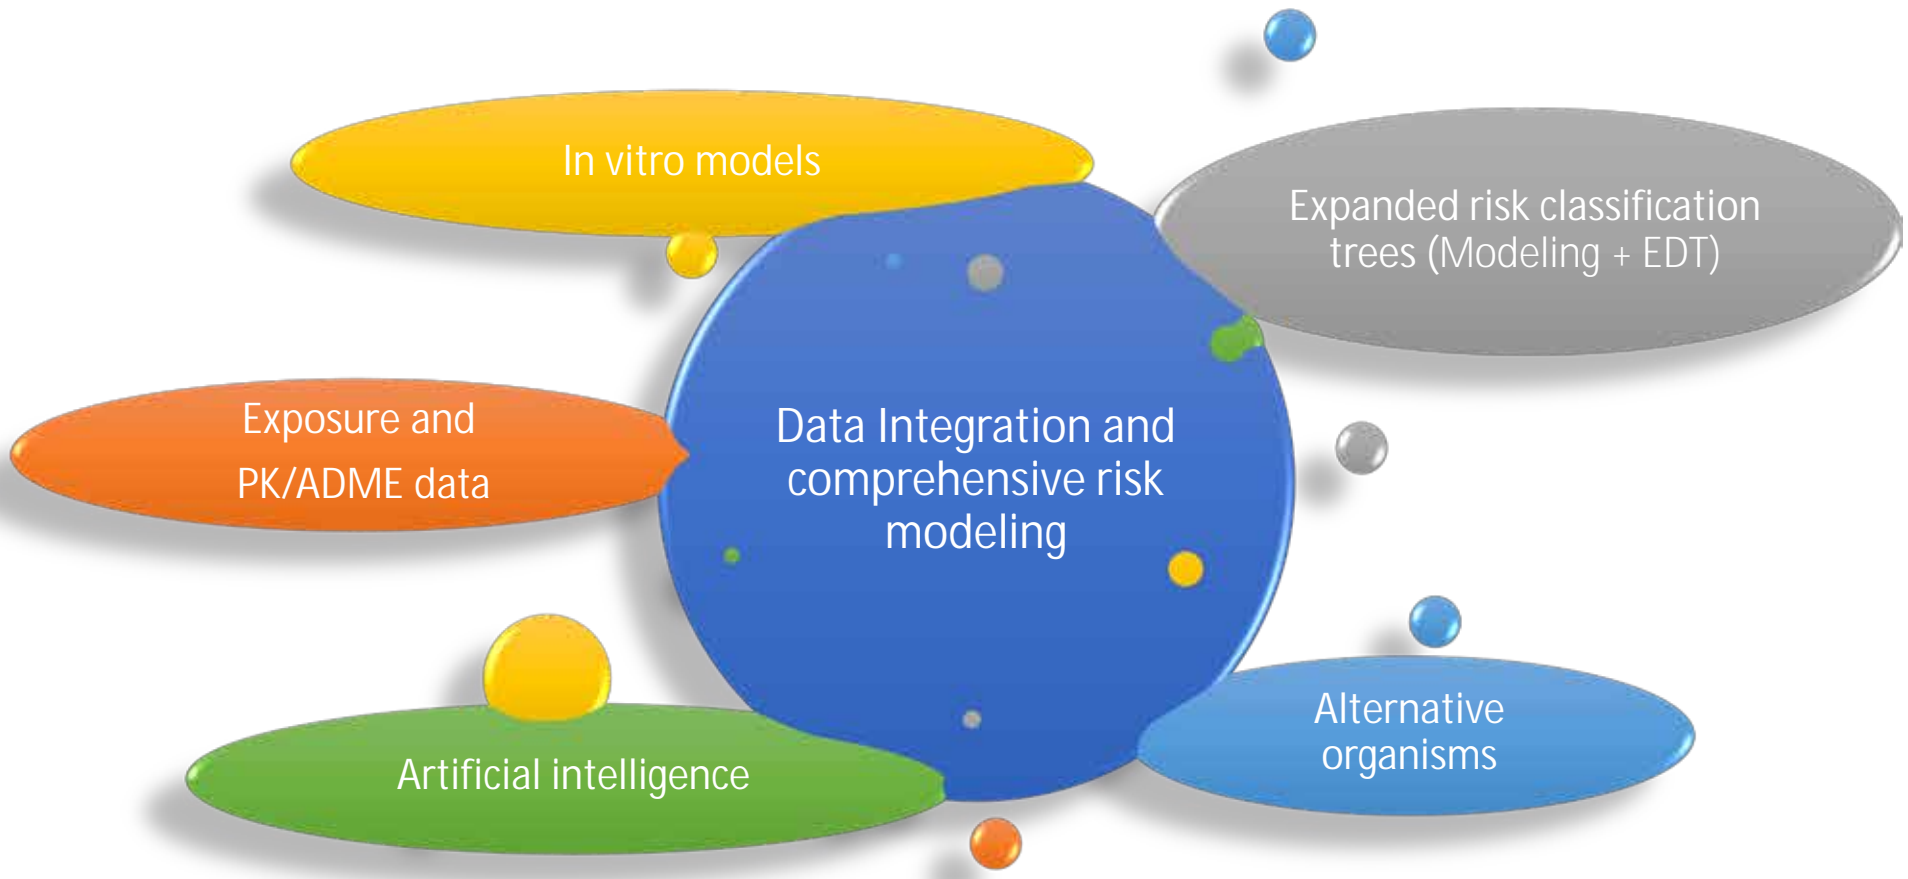 In vitro models
Expanded risk classification
trees (Modeling + EDT)
Exposure and
PK/ADME data
Data Integration and
comprehensive risk
modeling
Artificial intelligence
Alternative
organisms